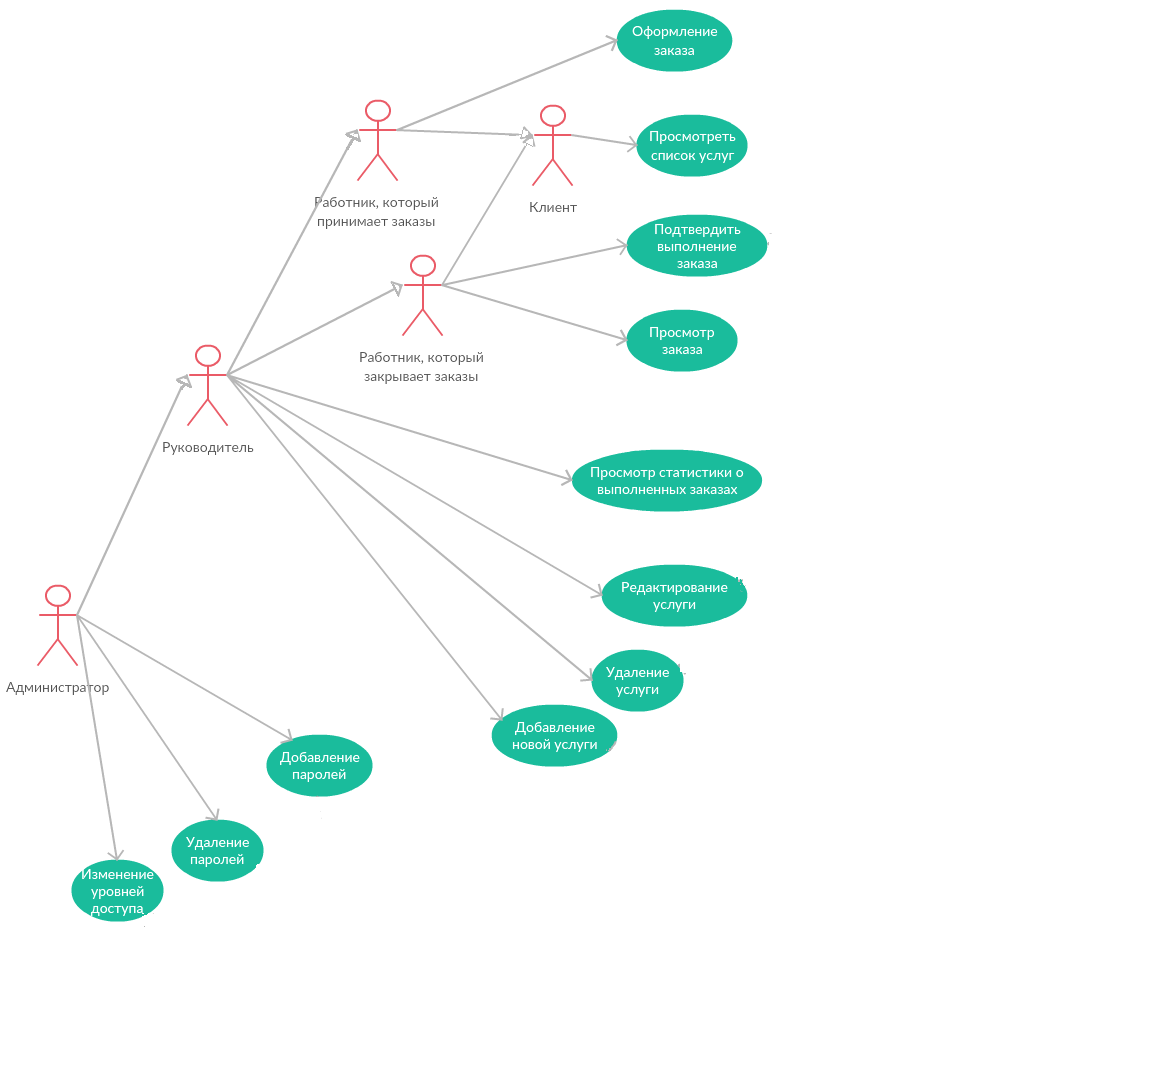 Оформление
заказа
Просмотреть
список услуг
Работник, который
принимает заказы
Клиент
Подтвердить
выполнение
заказа
Просмотр
заказа
Работник, который
закрывает заказы
Руководитель
Просмотр статистики о
выполненных заказах
Редактирование
услуги
Удаление
услуги
Администратор
Добавление
новой услуги
Добавление
паролей
Удаление
паролей
Изменение
уровней
доступа